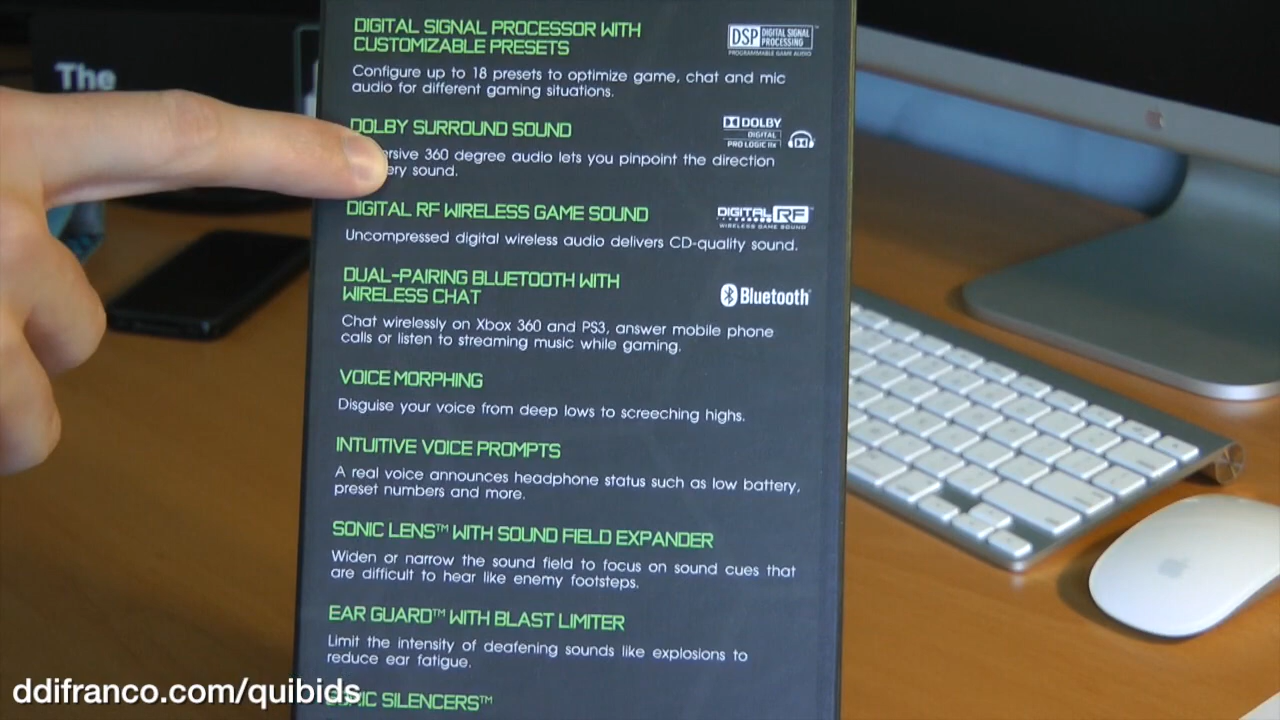 The
DIGITAL SIGNAL PROCESSOR WITH
CUSTOMIZABLE PRESETS
DSP DIGITAL SIGNAL PROCESSING
PROGRAMMABLE GAME AUDIO
Configure up to 18 presets to optimize game, chat and mic
audio for different gaming situations.
DOLBY SURROUND SOUND
DOLBY
DIGITAL
PRO LOGIC IIx
360 degree audio lets you pinpoint the direction
sound.
DIGITAL RF WIRELESS GAME SOUND
DIGITAL RF
WIRELESS GAME SOUND
Uncompressed digital wireless audio delivers CD-quality sound.
DUAL-PAIRING BLUETOOTH WITH
WIRELESS CHAT
Bluetooth®
Chat wirelessly on Xbox 360 and PS3, answer mobile phone
calls or listen to streaming music while gaming.
VOICE MORPHING
Disguise your voice from deep lows to screeching highs.
INTUITIVE VOICE PROMPTS
A real voice announces headphone status such as low battery,
preset numbers and more.
SONIC LENS™ WITH SOUND FIELD EXPANDER
Widen or narrow the sound field to focus on sound cues that
are difficult to hear like enemy footsteps.
EAR GUARD™ WITH BLAST LIMITER
Limit the intensity of deafening sounds like explosions to
reduce ear fatigue.
SILENCERS™
ddifranco.com/quibids